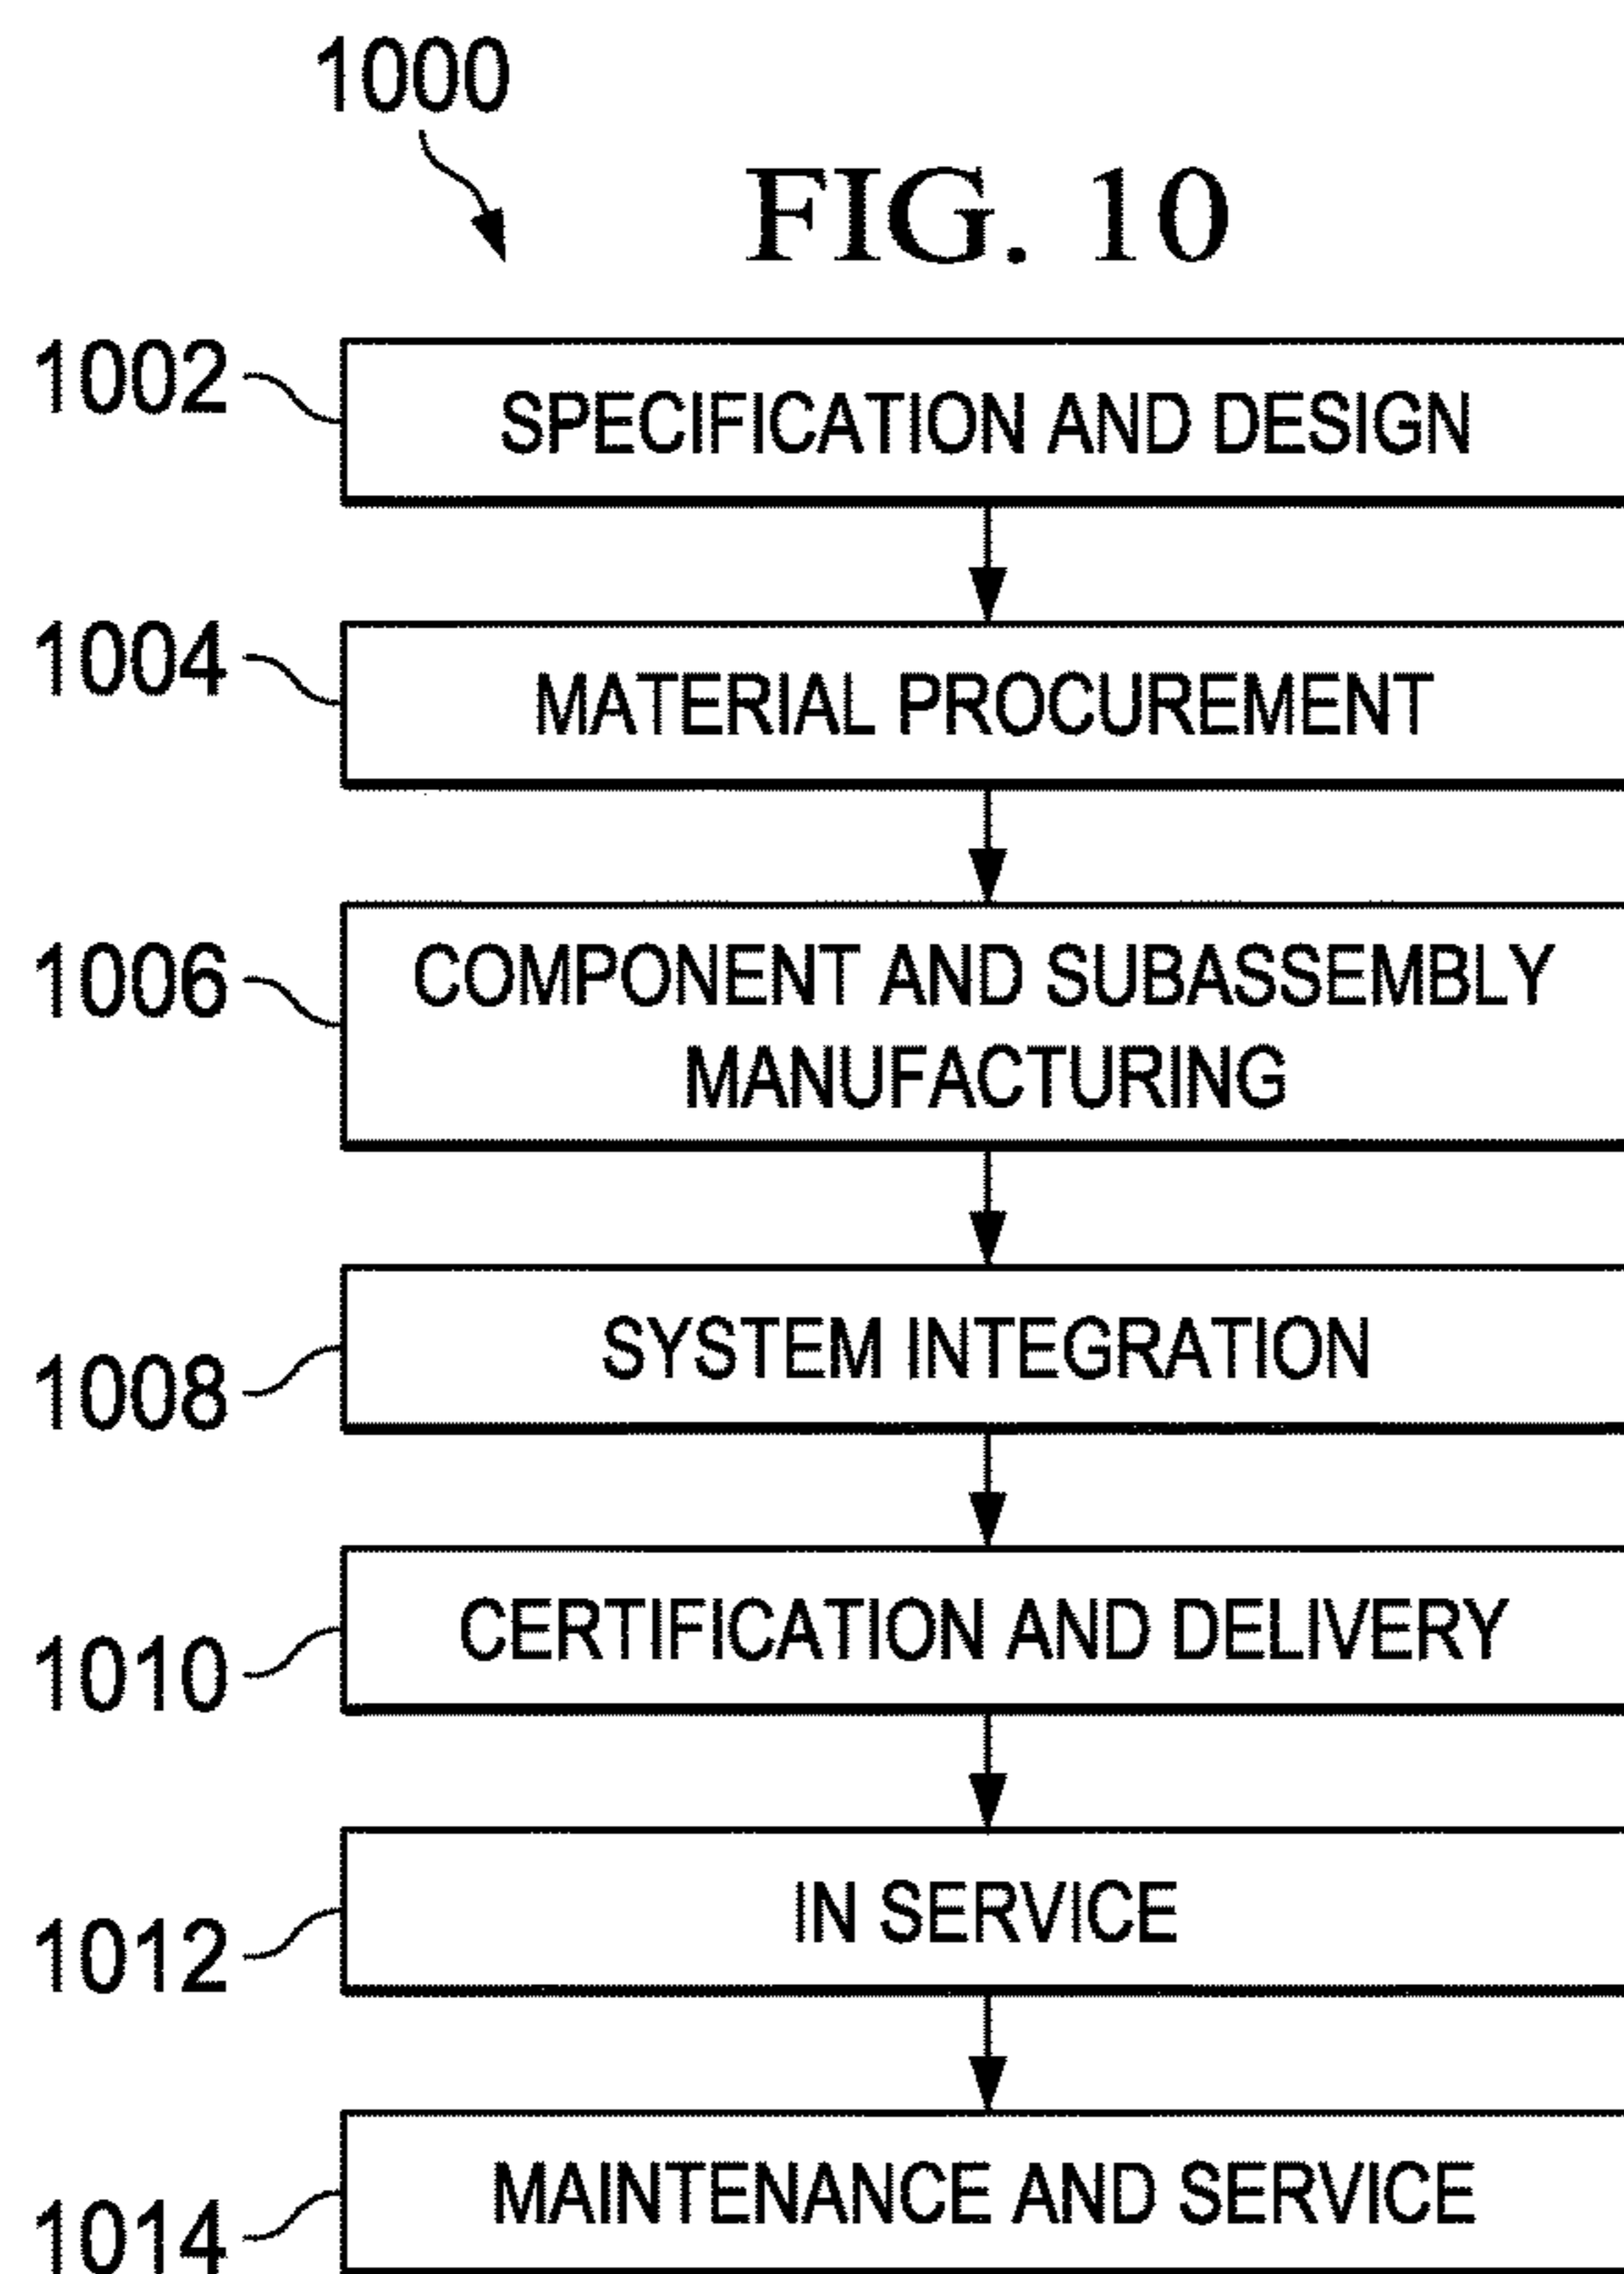 1000
FIG. 10
1002
SPECIFICATION AND DESIGN
1004
MATERIAL PROCUREMENT
1006
COMPONENT AND SUBASSEMBLY
MANUFACTURING
1008
SYSTEM INTEGRATION
1010
CERTIFICATION AND DELIVERY
1012
IN SERVICE
1014
MAINTENANCE AND SERVICE